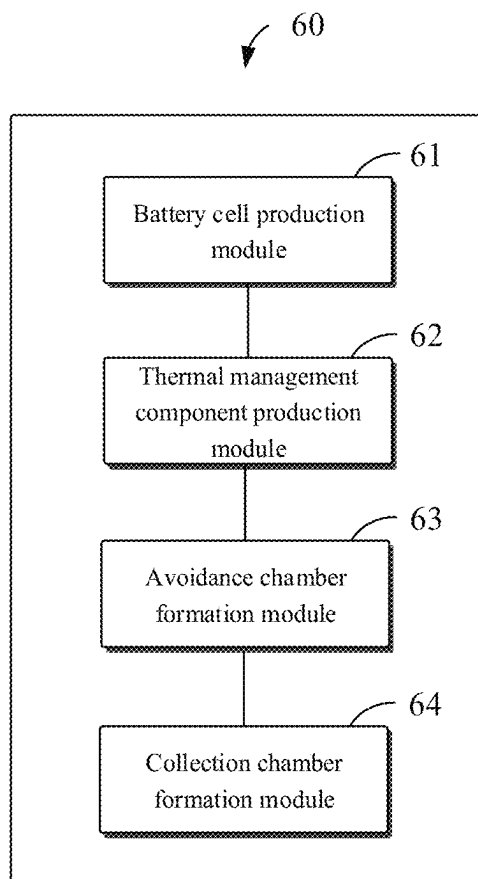 60
61
Battery cell production
module
62
Thermal management
component production
module
63
Avoidance chamber
formation module
64
Collection chamber
formation module